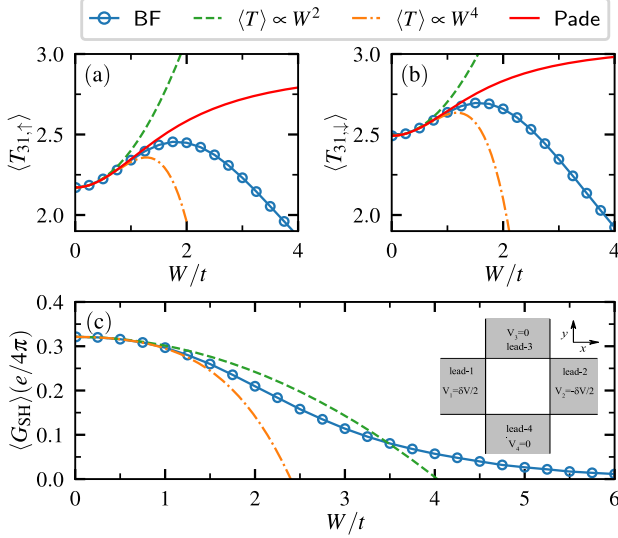 BF ⟨T⟩ ∝ W² ⟨T⟩ ∝ W⁴ Pade
(a)
⟨T₃₁,↑⟩
3.0
2.5
2.0
0 2 4
W/t
(b)
⟨T₃₁,↓⟩
3.0
2.5
2.0
0 1 2 3 4
W/t
(c)
⟨G_SH⟩(e/4π)
0.4
0.3
0.2
0.1
0.0
0 1 2 3 4 5 6
W/t
V₃=0
lead-3
y
x
lead-1
V₁=δV/2
lead-2
V₂=-δV/2
lead-4
V₄=0